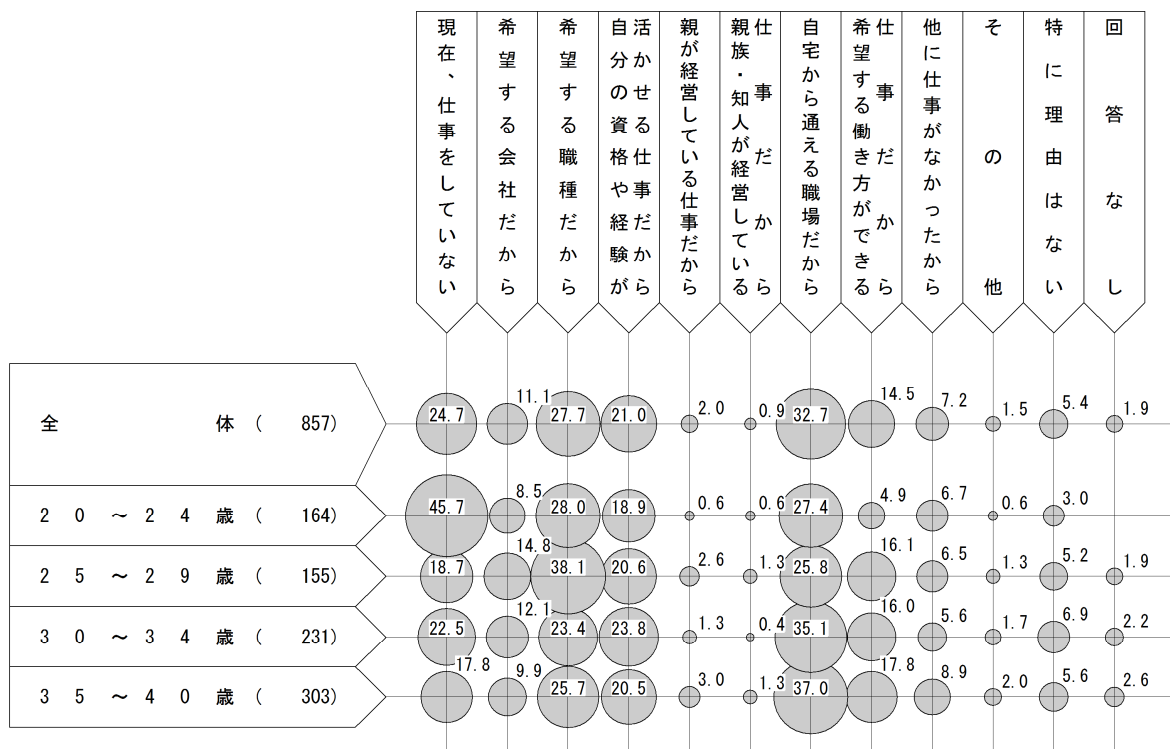 現在、仕事をしていない
希望する会社だから
希望する職種だから
自分の資格や経験が
活かせる仕事だから
親が経営している仕事だから
親族・知人が経営している
仕事だから
自宅から通える職場だから
希望する働き方ができる
仕事だから
他に仕事がなかったから
その他
特に理由はない
回答なし
全体 ( 857) 24.7 11.1 27.7 21.0 2.0 0.9 32.7 14.5 7.2 1.5 5.4 1.9
20～24歳 ( 164) 45.7 8.5 28.0 18.9 0.6 0.6 27.4 4.9 6.7 0.6 3.0
25～29歳 ( 155) 18.7 14.8 38.1 20.6 2.6 1.3 25.8 16.1 6.5 1.3 5.2 1.9
30～34歳 ( 231) 22.5 12.1 23.4 23.8 1.3 0.4 35.1 16.0 5.6 1.7 6.9 2.2
35～40歳 ( 303) 17.8 9.9 25.7 20.5 3.0 1.3 37.0 17.8 8.9 2.0 5.6 2.6